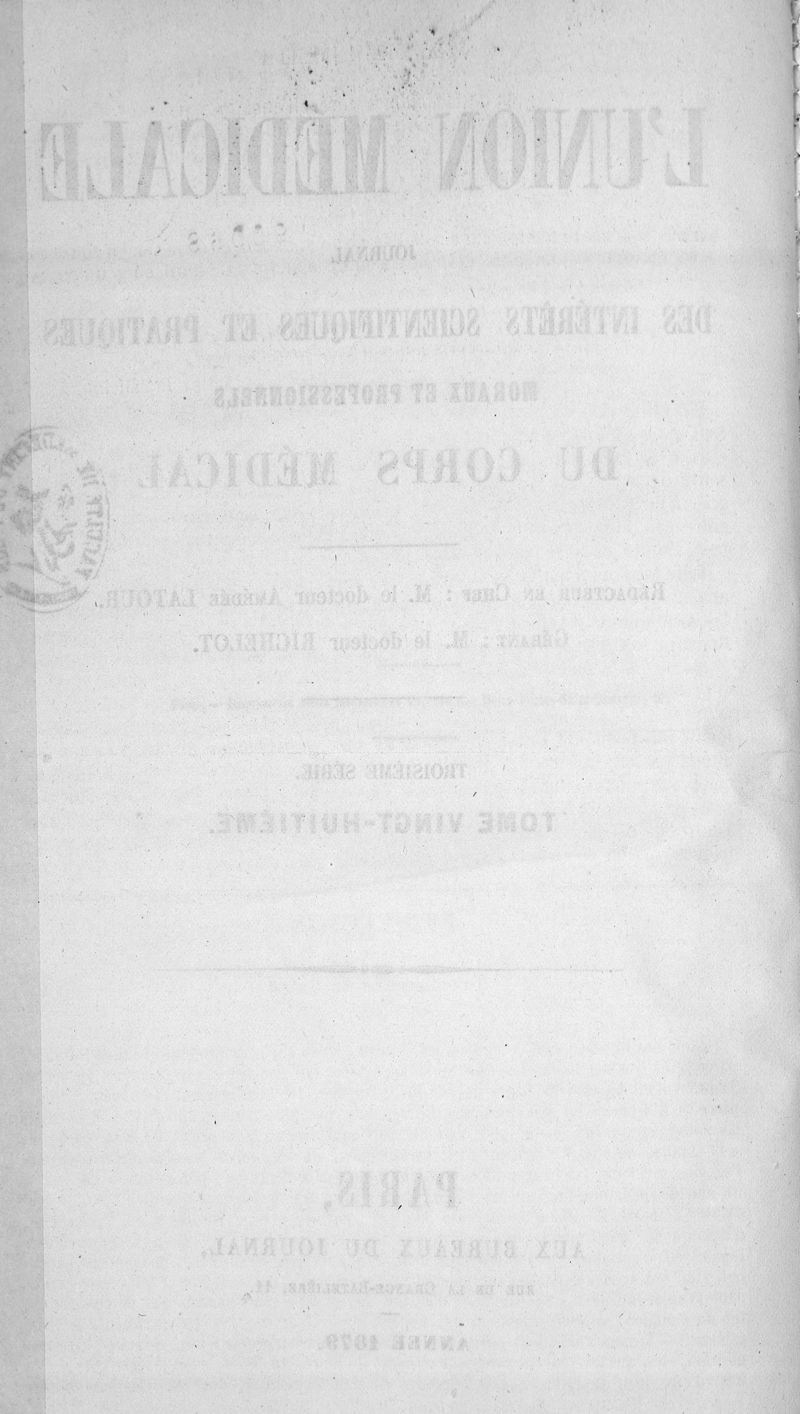 L'UNION MÉDICALE
JOURNAL
DES INTÉRÊTS SCIENTIFIQUES ET PRATIQUES
MORAUX ET PROFESSIONNELS
DU CORPS MÉDICAL
RÉDACTEUR EN CHEF : M. le docteur AMÉDÉE LATOUR.
GÉRANT : M. le docteur RICHELOT.
TROISIÈME SÉRIE.
TOME VINGT-HUITIÈME.
PARIS,
AUX BUREAUX DU JOURNAL,
RUE DE LA GRANGE-BATELIÈRE, 11.
ANNÉE 1879.